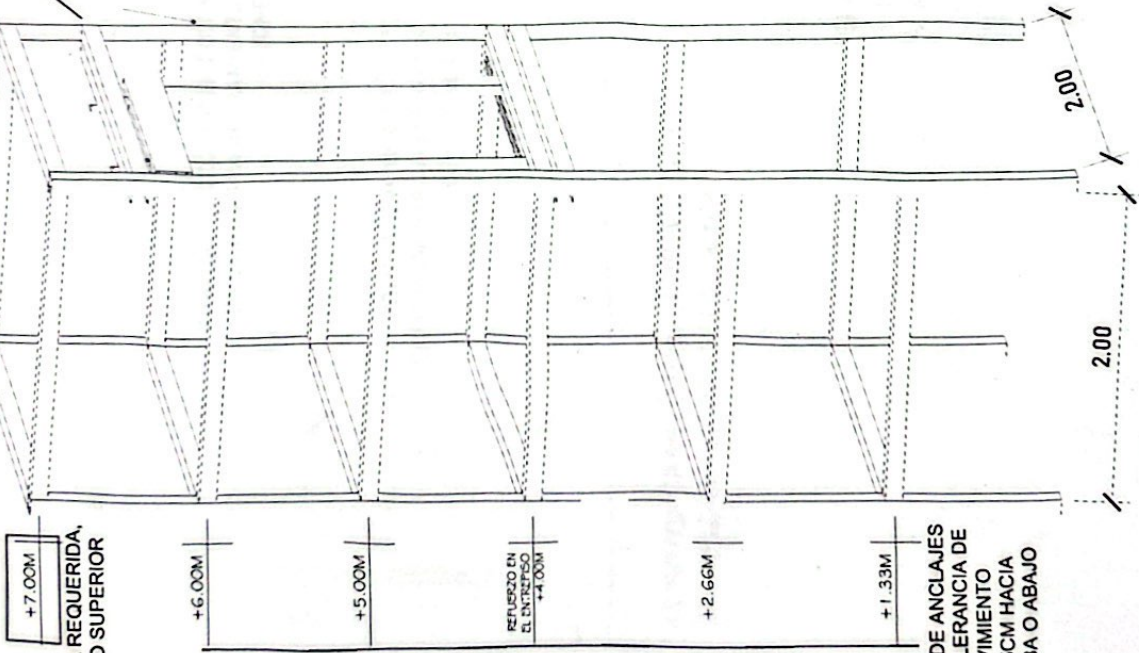 +7.00M
REQUERIDA,
O SUPERIOR
+6.00M
+5.00M
REFUERZO EN
EL ENTREPISO
+4.00M
+2.66M
+1.33M
DE ANCLAJES
LERANCIA DE
VIMIENTO
CM HACIA
BA O ABAJO
2.00
2.00